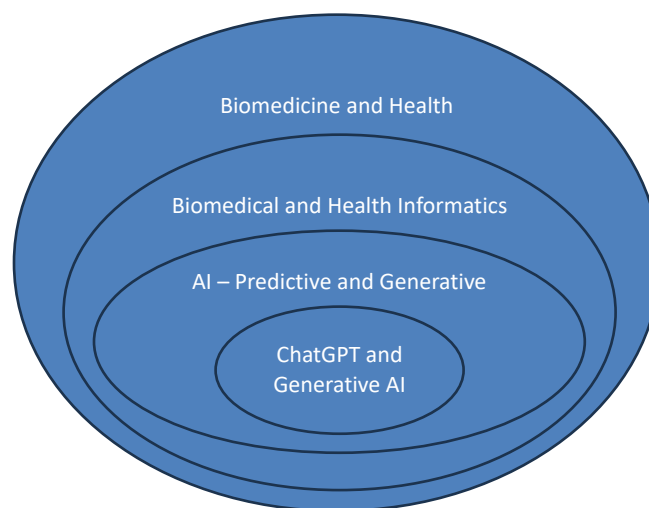 Biomedicine and Health
Biomedical and Health Informatics
AI – Predictive and Generative
ChatGPT and
Generative AI